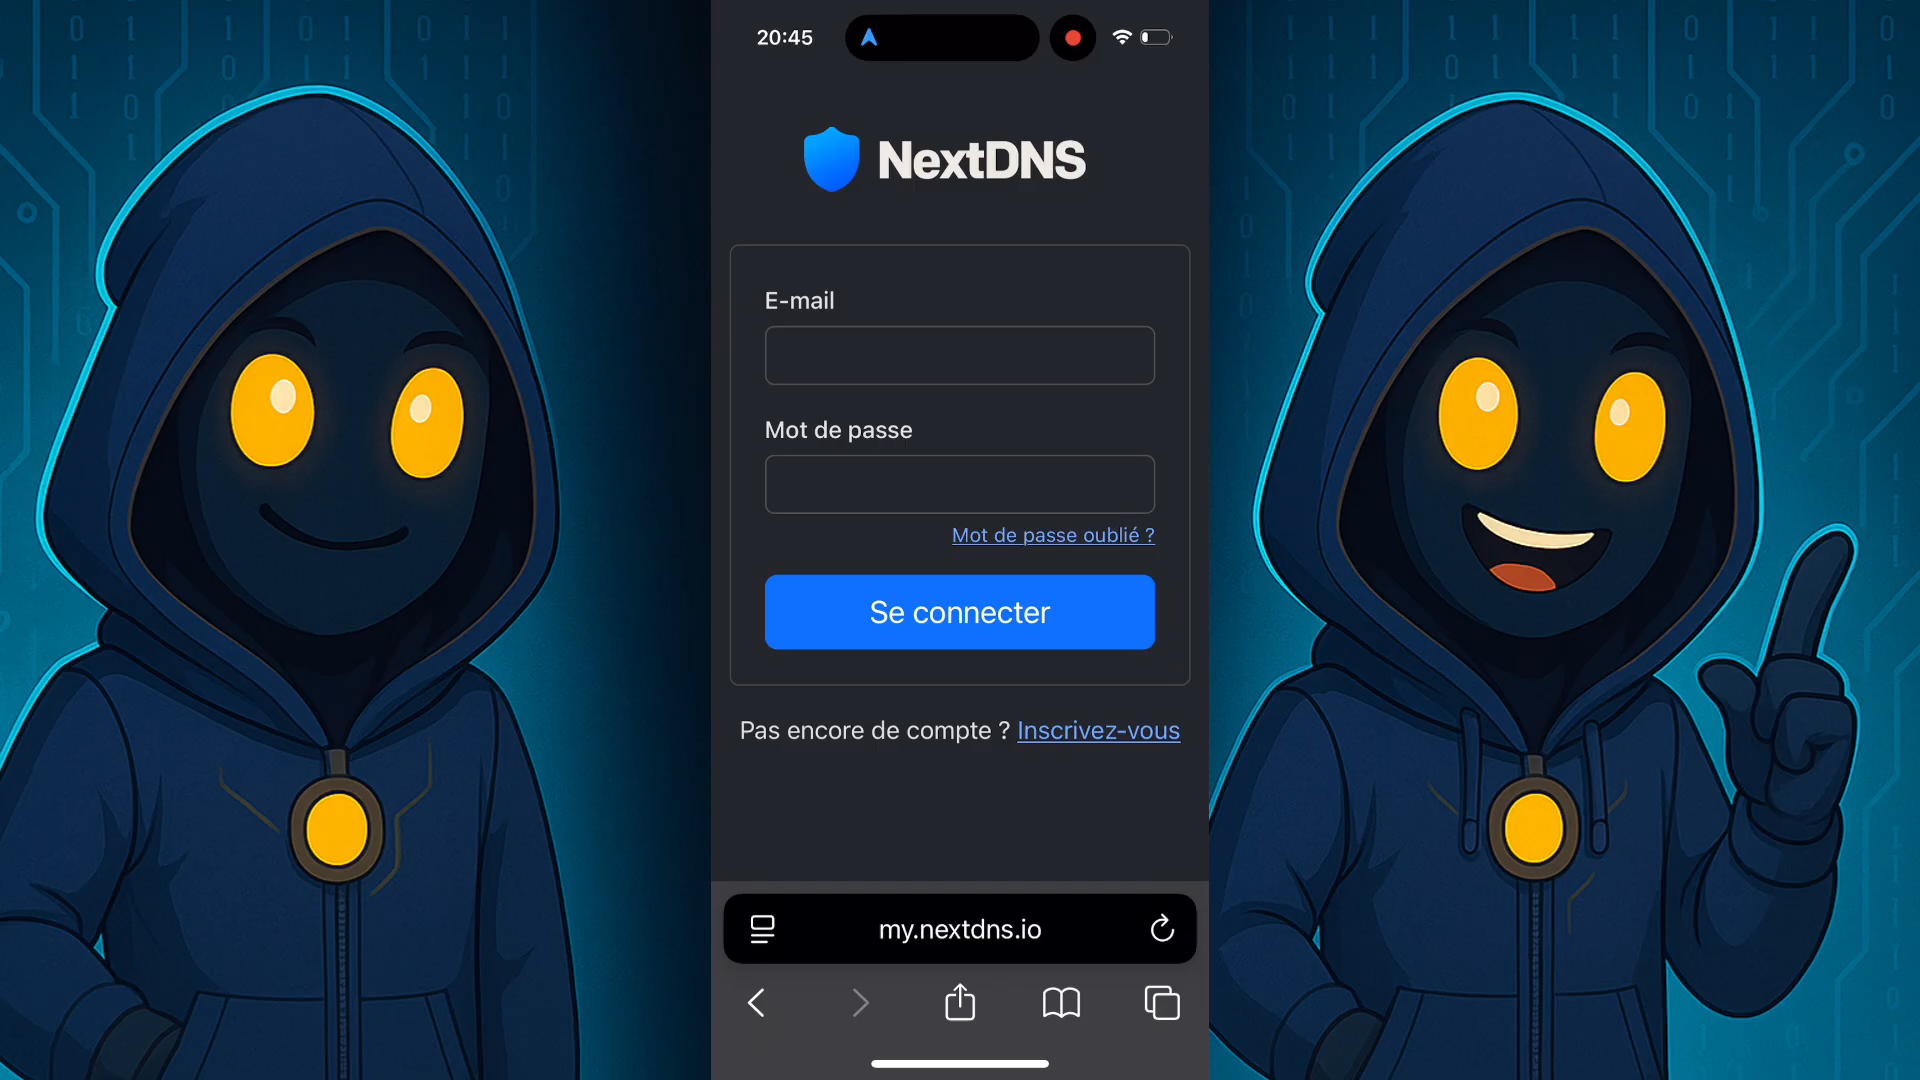 20:45
NextDNS
E-mail
Mot de passe
Mot de passe oublié ?
Se connecter
Pas encore de compte ? Inscrivez-vous
my.nextdns.io